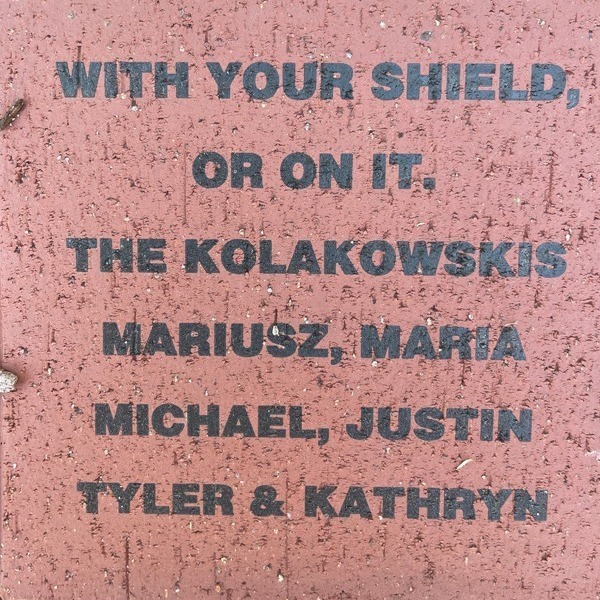 WITH YOUR SHIELD,
OR ON IT.
THE KOLAKOWSKIS
MARIUSZ, MARIA
MICHAEL, JUSTIN
TYLER & KATHRYN